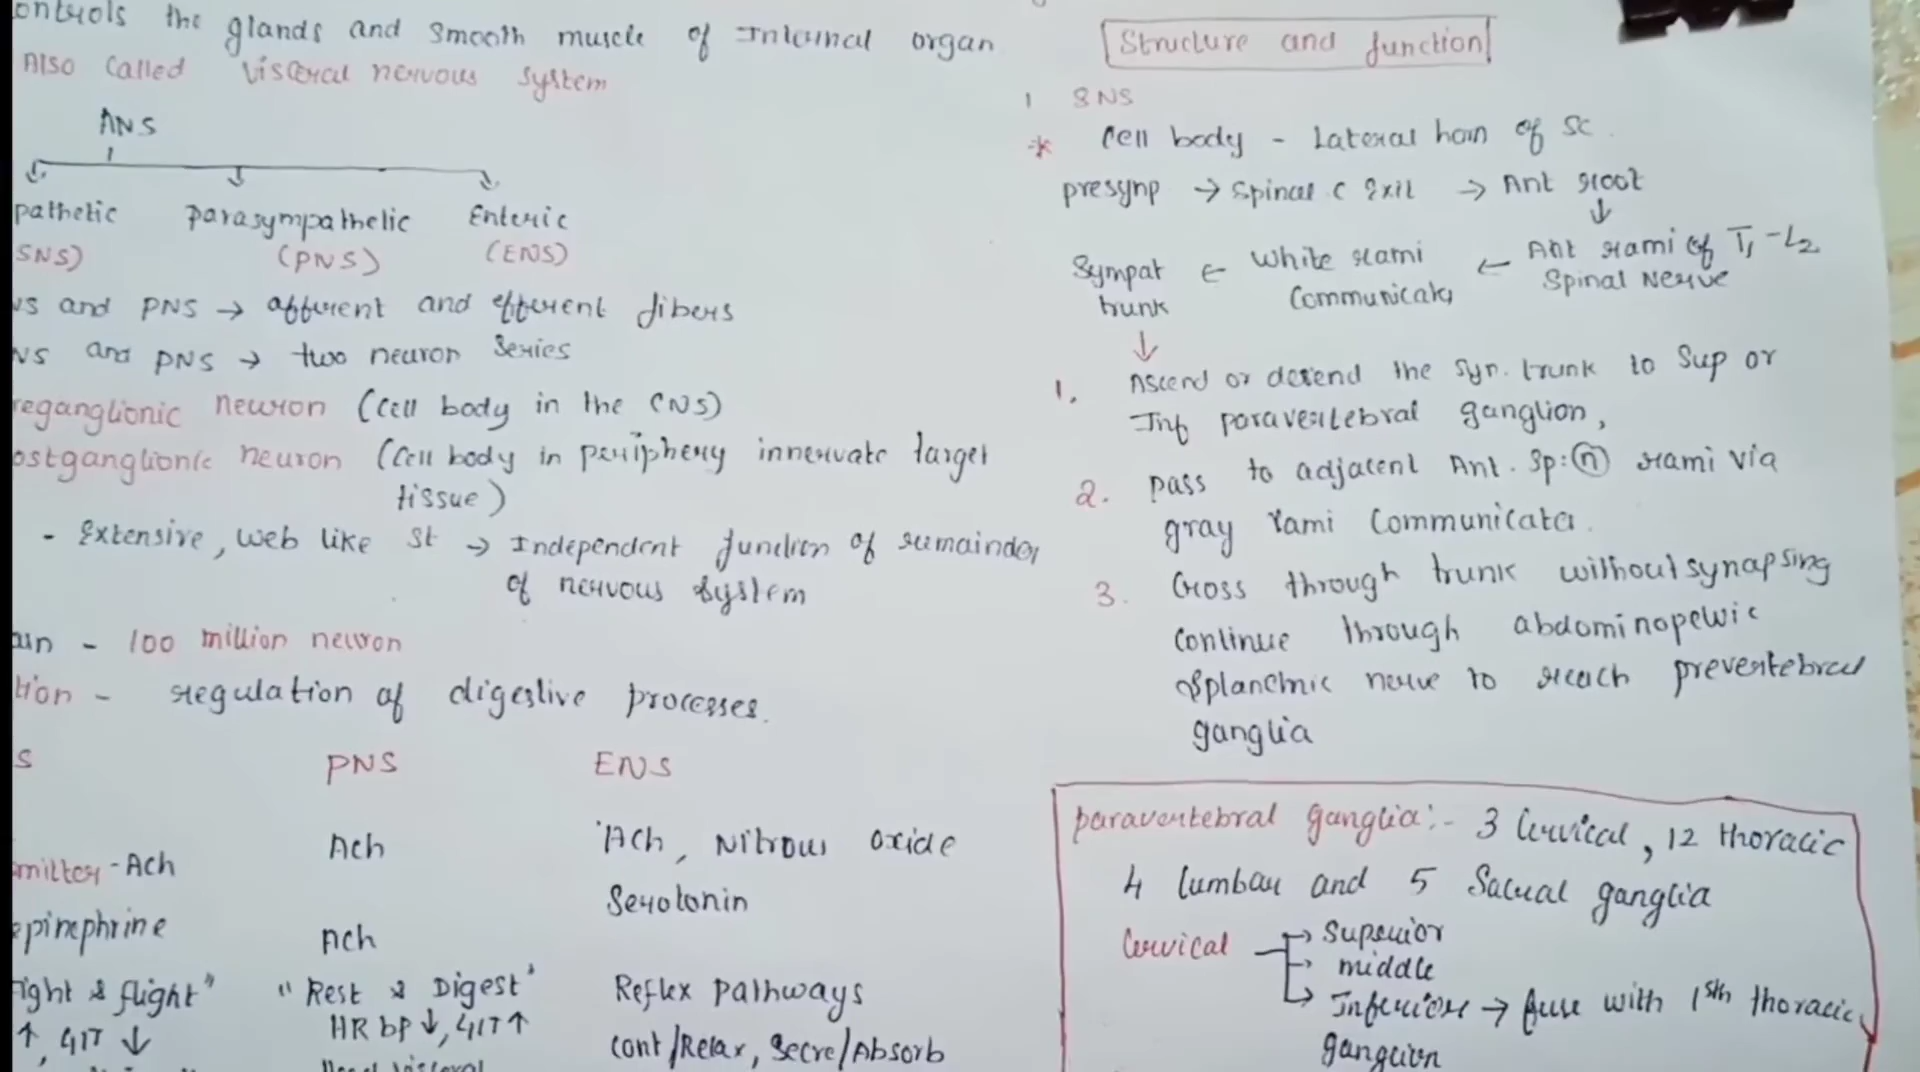 ontrols the glands and smooth muscle of Internal organ
Also Called visceral nervous system
ANS
pathetic parasympathetic Enteric
SNS) (PNS) (ENS)
NS and PNS → afferent and efferent fibers
NS and PNS → two neuron Series
reganglionic neuron (cell body in the CNS)
ostganglionic neuron (cell body in periphery innervate target
tissue)
- Extensive, web like st → Independent function of remainder
of nervous system
ain - 100 million neuron
tion - regulation of digestive processes.
S PNS ENS
mitter - Ach Ach Ach, Nitrous oxide
Serotonin
epinephrine Ach
ight & flight" "Rest & Digest" Reflex pathways
↑, GIT ↓ HR bp ↓, GIT ↑ cont/Relax, Secre/Absorb
Structure and function
1 SNS
* Cell body - Lateral horn of SC.
presynp → Spinal c exit → Ant root
↓
Sympat ← White rami ← Ant rami of T1-L2
trunk Communicatg Spinal Nerve
↓
1. Ascend or desend the syn. trunk to Sup or
Inf paravertebral ganglion,
2. pass to adjacent Ant. Sp: (n) rami via
gray rami Communicater.
3. Cross through trunk without synapsing
continue through abdominopelvic
splanchnic nerve to reach prevertebral
ganglia
paravertebral ganglia:- 3 Cervical, 12 thoracic
4 lumbar and 5 Sacral ganglia
Cervical → superior
→ middle
→ Inferior → fuse with 1sth thoracic
ganglion